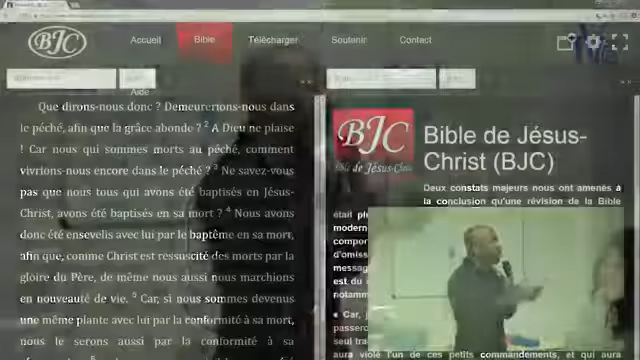 BJC
Accueil
Bible
Télécharger
Soutenir
Contact
Aide
Que dirons-nous donc ? Demeurerions-nous dans
le péché, afin que la grâce abonde ? 2 A Dieu ne plaise
! Car nous qui sommes morts au péché, comment
vivrions-nous encore dans le péché ? 3 Ne savez-vous
pas que nous tous qui avons été baptisés en Jésus-
Christ, avons été baptisés en sa mort ? 4 Nous avons
donc été ensevelis avec lui par le baptême en sa mort,
afin que, comme Christ est ressuscité des morts par la
gloire du Père, de même nous aussi nous marchions
en nouveauté de vie. 5 Car, si nous sommes devenus
une même plante avec lui par la conformité à sa mort,
nous le serons aussi par la conformité à sa
BJC
Bible de Jésus-Christ
Bible de Jésus-
Christ (BJC)
Deux constats majeurs nous ont amenés à
la conclusion qu'une révision de la Bible
était
modern
compor
d'omiss
messag
est du
notamm
Car, j
passero
seul tra
aura violé l'un de ces petits commandements, et qui aura